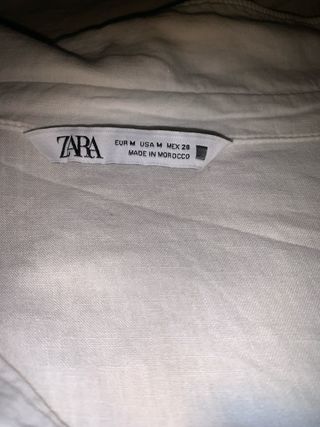 ZARA
EUR M USA M MEX 28
MADE IN MOROCCO